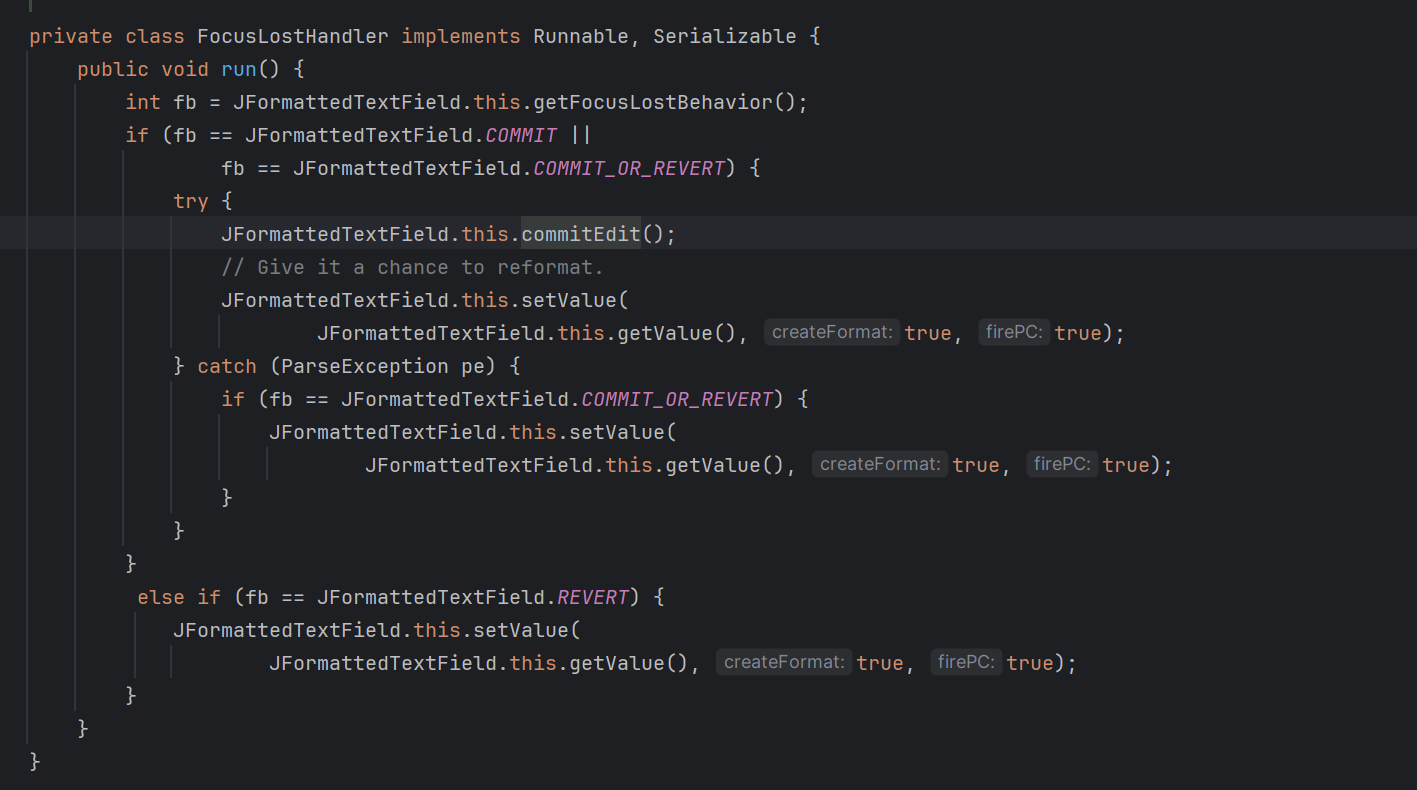 private class FocusLostHandler implements Runnable, Serializable {
    public void run() {
        int fb = JFormattedTextField.this.getFocusLostBehavior();
        if (fb == JFormattedTextField.COMMIT ||
                fb == JFormattedTextField.COMMIT_OR_REVERT) {
            try {
                JFormattedTextField.this.commitEdit();
                // Give it a chance to reformat.
                JFormattedTextField.this.setValue(
                        JFormattedTextField.this.getValue(), createFormat: true, firePC: true);
            } catch (ParseException pe) {
                if (fb == JFormattedTextField.COMMIT_OR_REVERT) {
                    JFormattedTextField.this.setValue(
                            JFormattedTextField.this.getValue(), createFormat: true, firePC: true);
                }
            }
        }
         else if (fb == JFormattedTextField.REVERT) {
            JFormattedTextField.this.setValue(
                    JFormattedTextField.this.getValue(), createFormat: true, firePC: true);
        }
    }
}